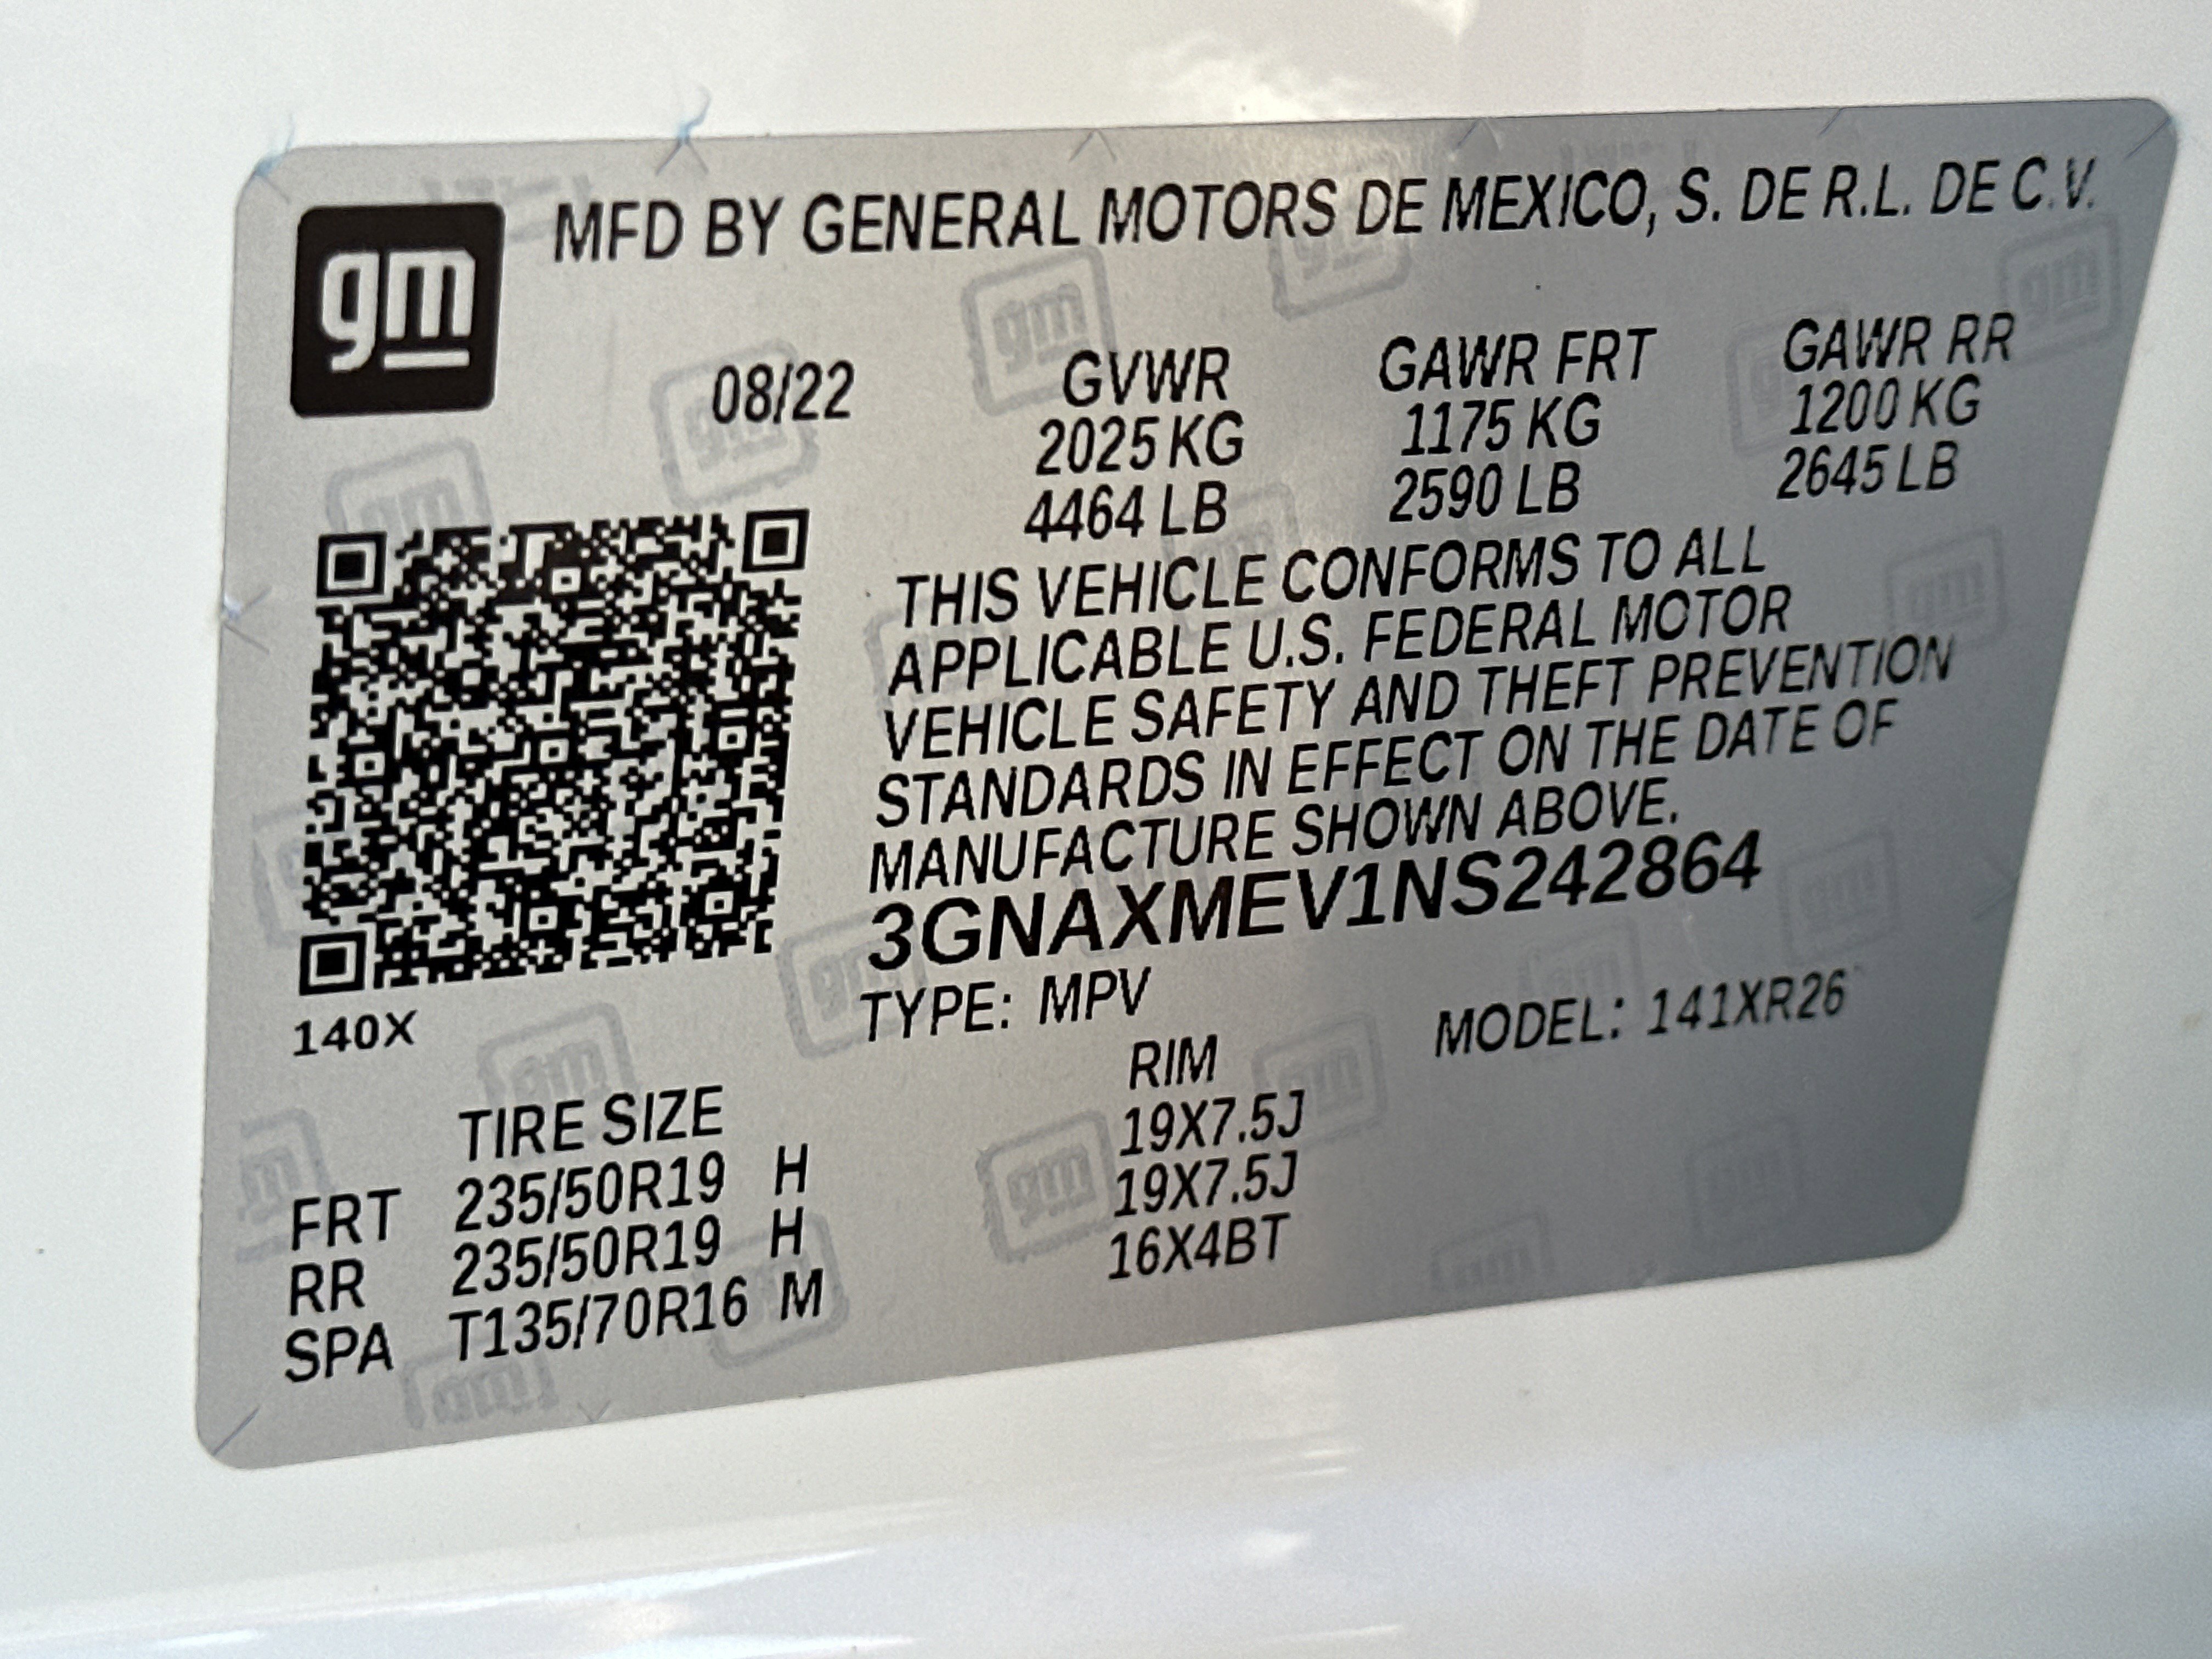 gm MFD BY GENERAL MOTORS DE MEXICO, S. DE R.L. DE C.V.
08/22 GVWR GAWR FRT GAWR RR
2025 KG 1175 KG 1200 KG
4464 LB 2590 LB 2645 LB
THIS VEHICLE CONFORMS TO ALL
APPLICABLE U.S. FEDERAL MOTOR
VEHICLE SAFETY AND THEFT PREVENTION
STANDARDS IN EFFECT ON THE DATE OF
MANUFACTURE SHOWN ABOVE.
3GNAXMEV1NS242864
TYPE: MPV MODEL: 141XR26
140X
TIRE SIZE RIM
FRT 235/50R19 H 19X7.5J
RR 235/50R19 H 19X7.5J
SPA T135/70R16 M 16X4BT